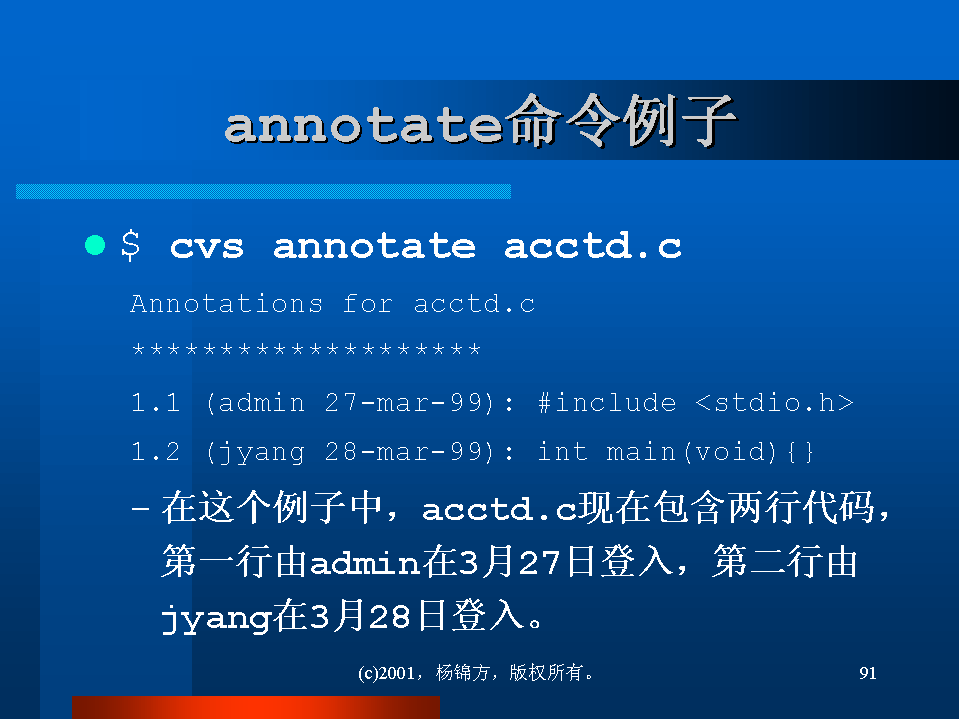 annotate命令例子
$ cvs annotate acctd.c
Annotations for acctd.c
********************
1.1 (admin 27-mar-99): #include <stdio.h>
1.2 (jyang 28-mar-99): int main(void){}
– 在这个例子中，acctd.c现在包含两行代码，
第一行由admin在3月27日登入，第二行由
jyang在3月28日登入。
(c)2001，杨锦方，版权所有。
91